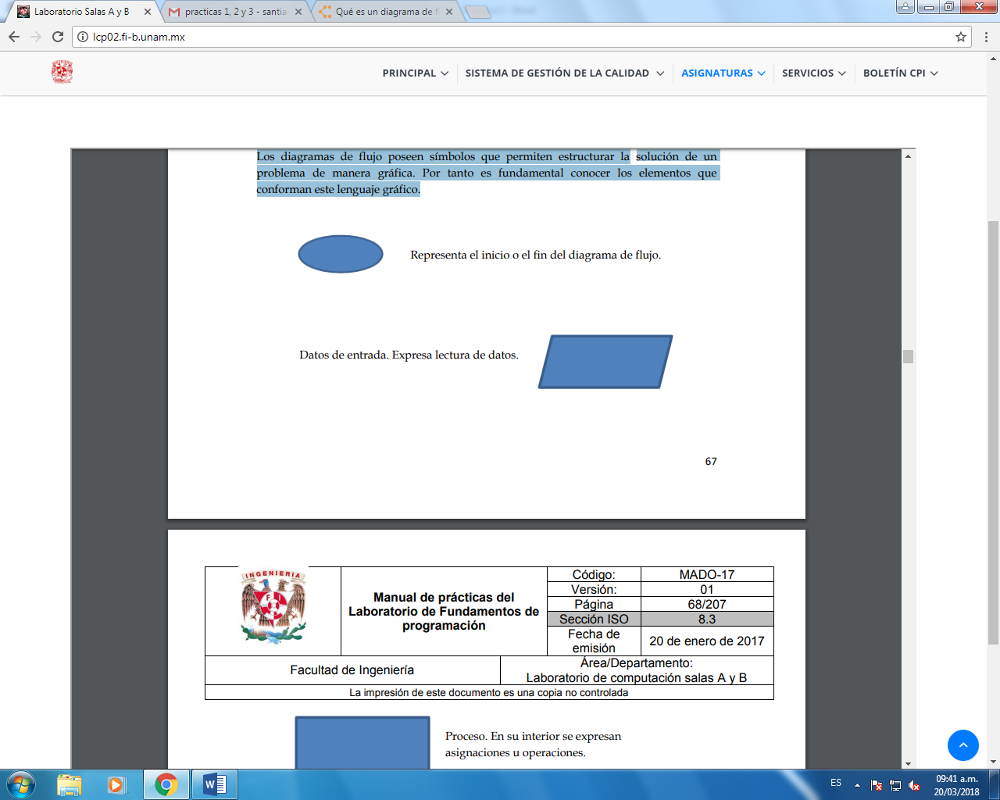 Laboratorio Salas A y B
practicas 1, 2 y 3 - santia
Qué es un diagrama de f
lcp02.fi-b.unam.mx
PRINCIPAL
SISTEMA DE GESTIÓN DE LA CALIDAD
ASIGNATURAS
SERVICIOS
BOLETÍN CPI
Los diagramas de flujo poseen símbolos que permiten estructurar la solución de un
problema de manera gráfica. Por tanto es fundamental conocer los elementos que
conforman este lenguaje gráfico.
Representa el inicio o el fin del diagrama de flujo.
Datos de entrada. Expresa lectura de datos.
67
INGENIERIA
Manual de prácticas del
Laboratorio de Fundamentos de
programación
Código: MADO-17
Versión: 01
Página 68/207
Sección ISO 8.3
Fecha de
emisión
20 de enero de 2017
Facultad de Ingeniería
Área/Departamento:
Laboratorio de computación salas A y B
La impresión de este documento es una copia no controlada
Proceso. En su interior se expresan
asignaciones u operaciones.
ES
09:41 a.m.
20/03/2018